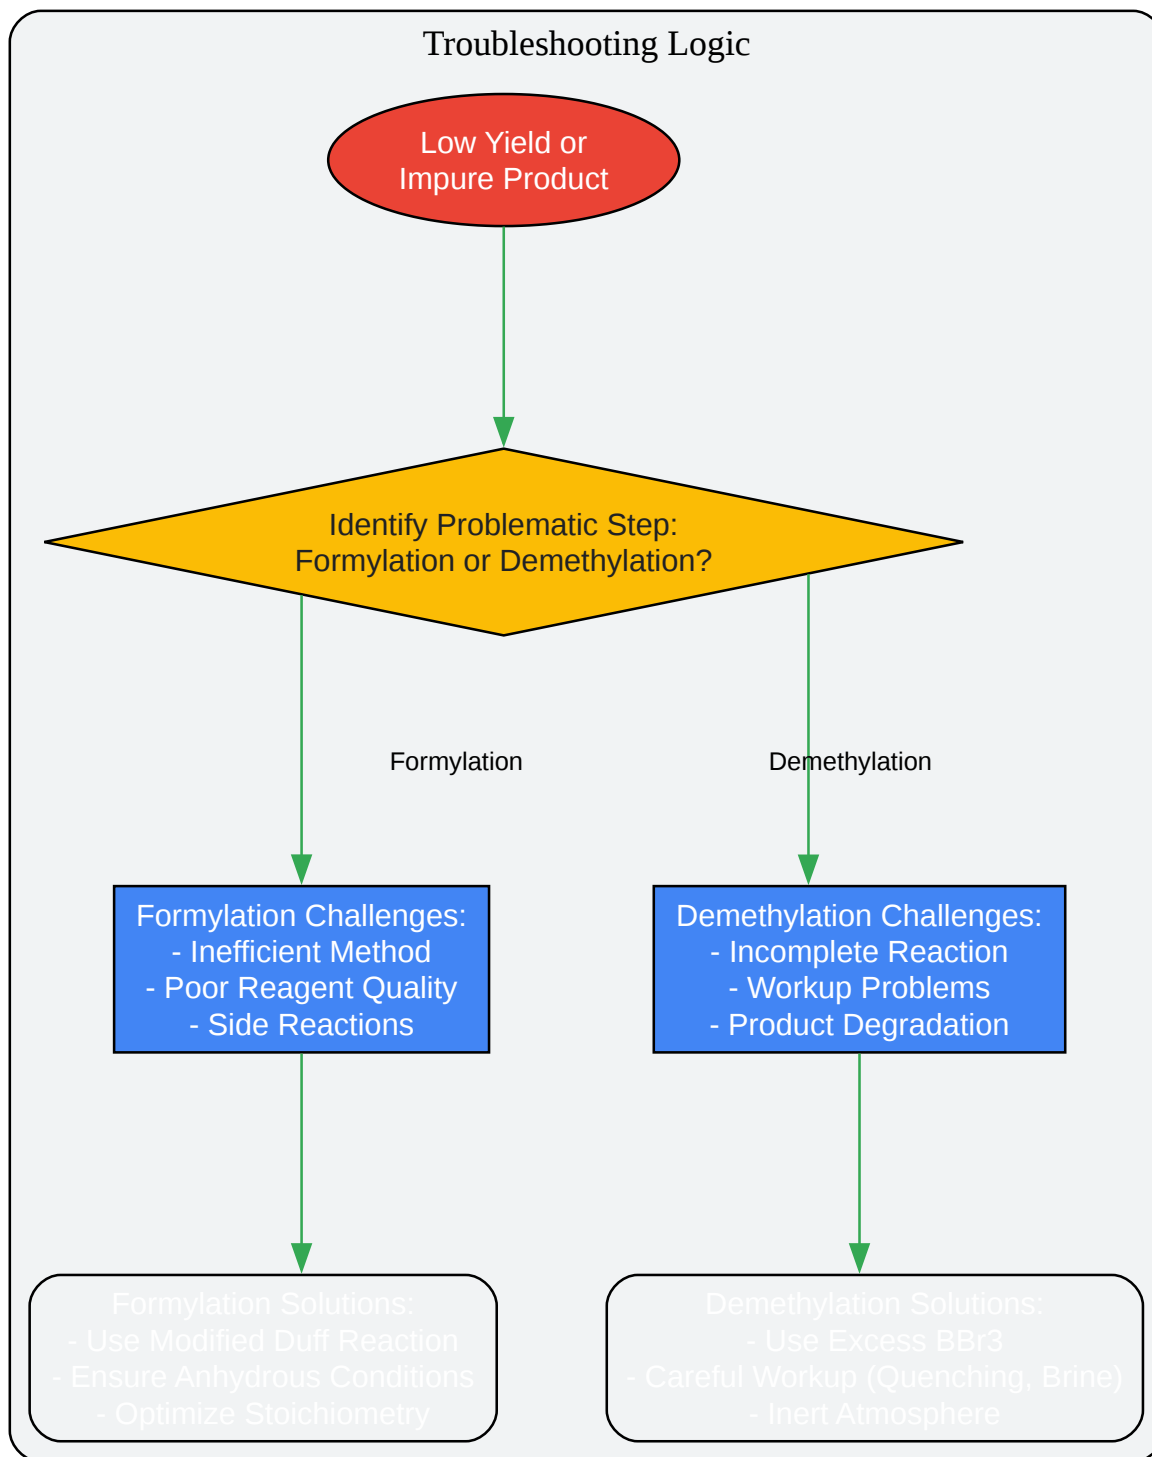 Troubleshooting Logic
Low Yield or
Impure Product
Identify Problematic Step:
Formylation or Demethylation?
Formylation
Demethylation
Formylation Challenges:
- Inefficient Method
- Poor Reagent Quality
- Side Reactions
Demethylation Challenges:
- Incomplete Reaction
- Workup Problems
- Product Degradation
Formylation Solutions:
- Use Modified Duff Reaction
- Ensure Anhydrous Conditions
- Optimize Stoichiometry
Demethylation Solutions:
- Use Excess BBr3
- Careful Workup (Quenching, Brine)
- Inert Atmosphere